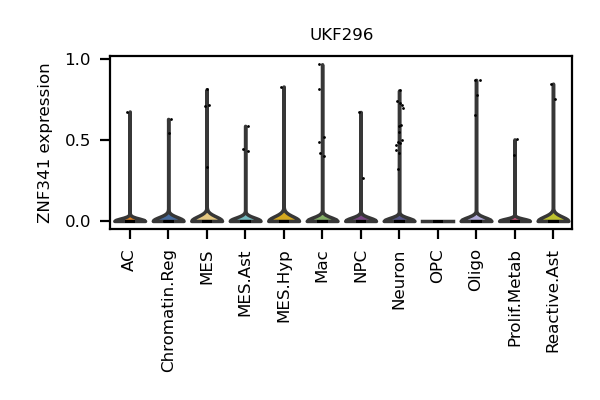 UKF296
ZNF341 expression
1.0
0.5
0.0
AC
Chromatin.Reg
MES
MES.Ast
MES.Hyp
Mac
NPC
Neuron
OPC
Oligo
Prolif.Metab
Reactive.Ast